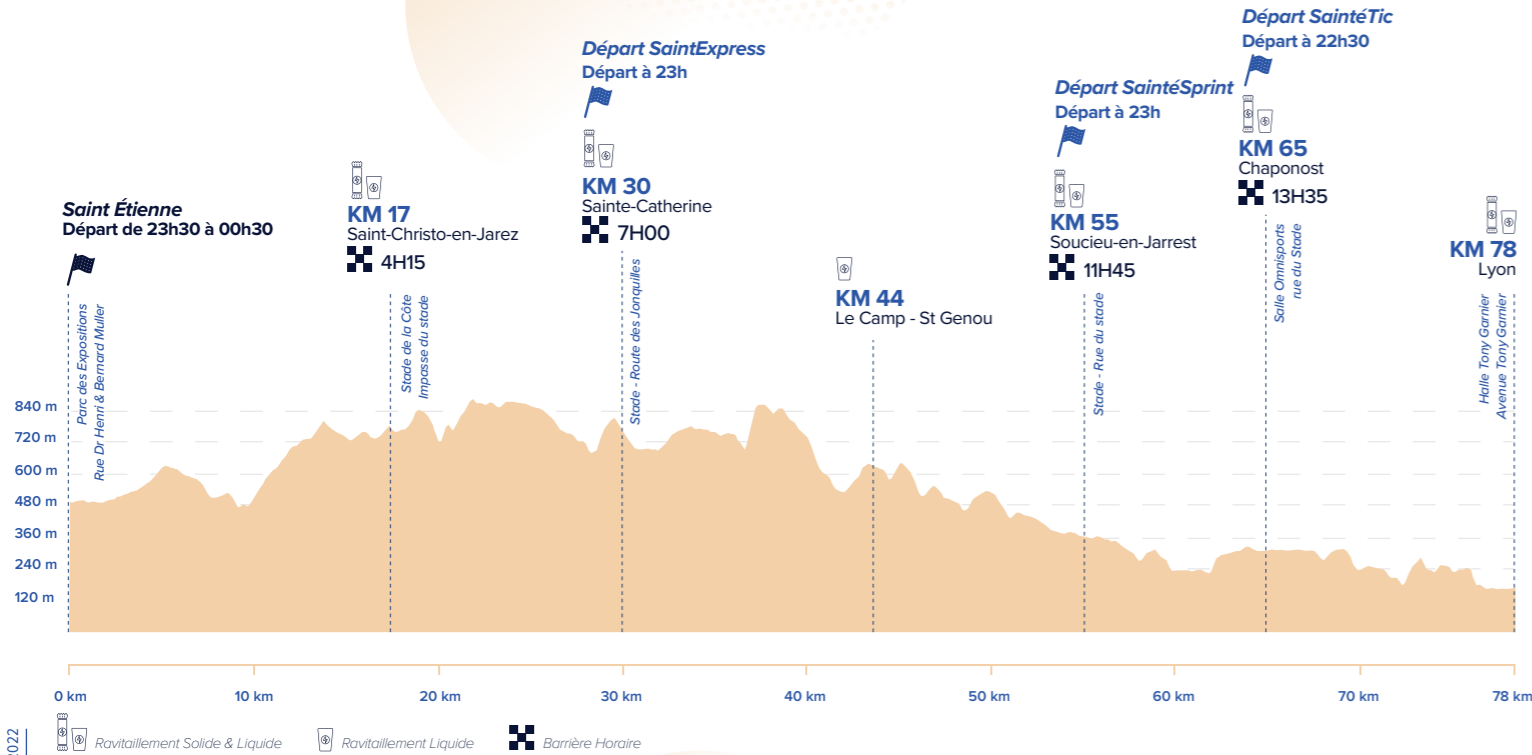 Départ SaintéTic
Départ à 22h30
Départ SaintExpress
Départ à 23h
Départ SaintéSprint
Départ à 23h
Saint Étienne
Départ de 23h30 à 00h30
KM 17
Saint-Christo-en-Jarez
4H15
KM 30
Sainte-Catherine
7H00
KM 44
Le Camp - St Genou
KM 55
Soucieu-en-Jarrest
11H45
KM 65
Chaponost
13H35
KM 78
Lyon
Parc des Expositions
Rue Dr Henri & Bernard Muller
Stade de la Côte
Impasse du stade
Stade - Route des Jonquilles
Stade - Rue du stade
Salle Omnisports
rue du Stade
Halle Tony Garnier
Avenue Tony Garnier
840 m
720 m
600 m
480 m
360 m
240 m
120 m
0 km
10 km
20 km
30 km
40 km
50 km
60 km
70 km
78 km
2022
Ravitaillement Solide & Liquide
Ravitaillement Liquide
Barrière Horaire